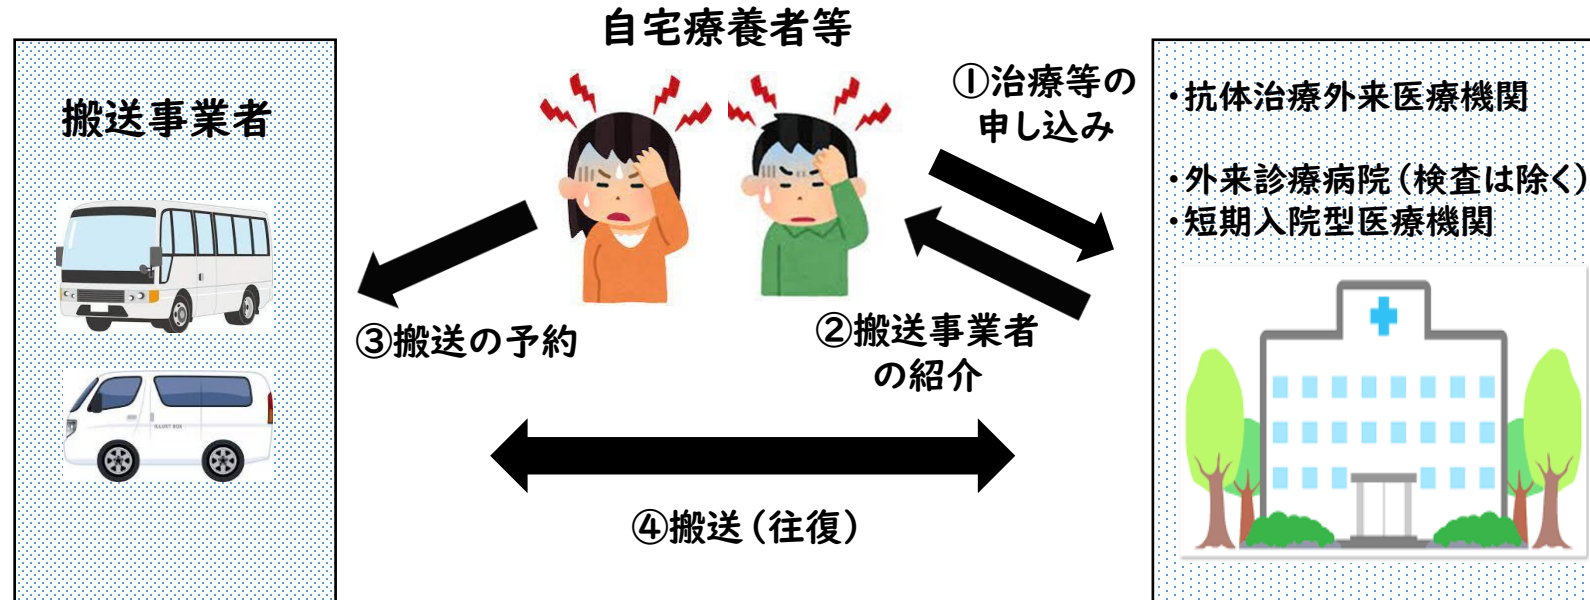 自宅療養者等
搬送事業者
①治療等の
申し込み
・抗体治療外来医療機関
・外来診療病院（検査は除く）
・短期入院型医療機関
③搬送の予約
②搬送事業者
の紹介
④搬送（往復）